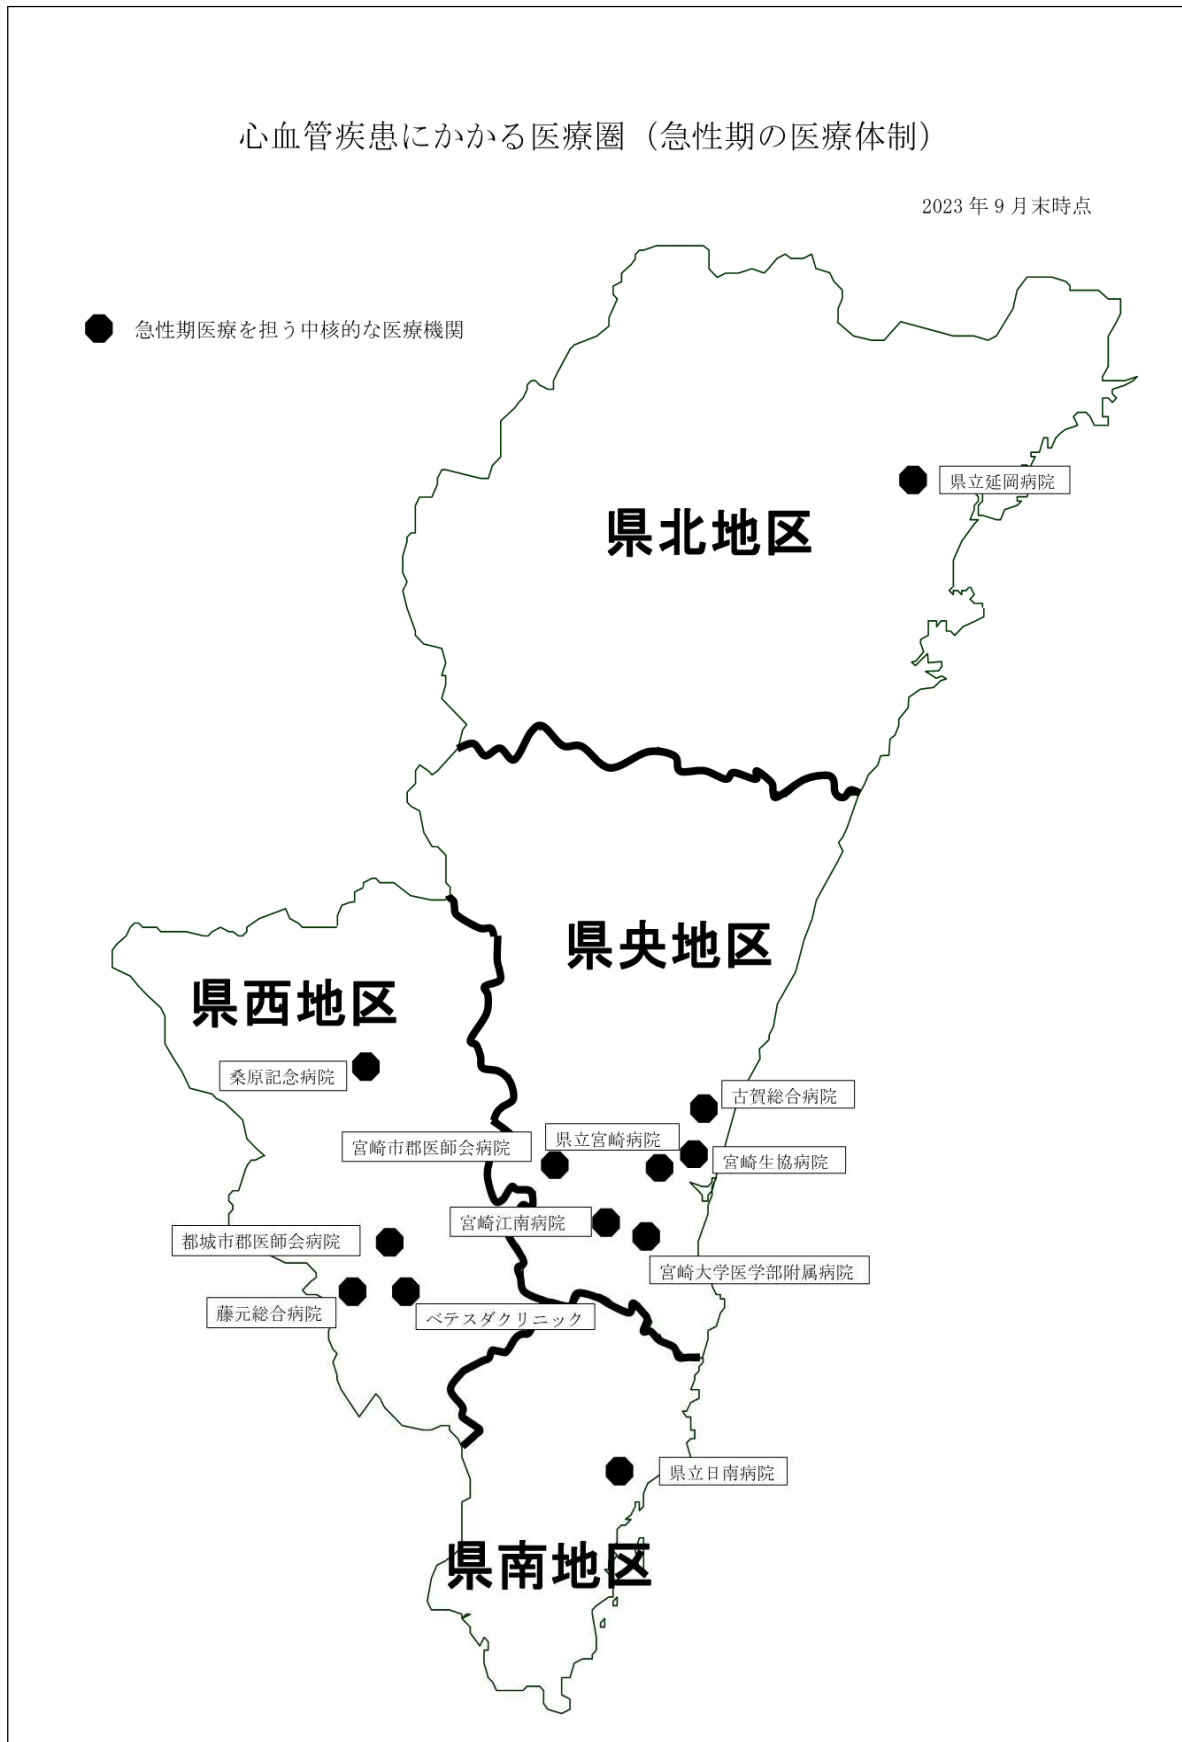 心血管疾患にかかる医療圏（急性期の医療体制）
2023 年 9 月末時点
急性期医療を担う中核的な医療機関
県立延岡病院
県北地区
県央地区
県西地区
桑原記念病院
古賀総合病院
県立宮崎病院
宮崎市郡医師会病院
宮崎生協病院
宮崎江南病院
都城市郡医師会病院
宮崎大学医学部附属病院
藤元総合病院
ベテスダクリニック
県立日南病院
県南地区